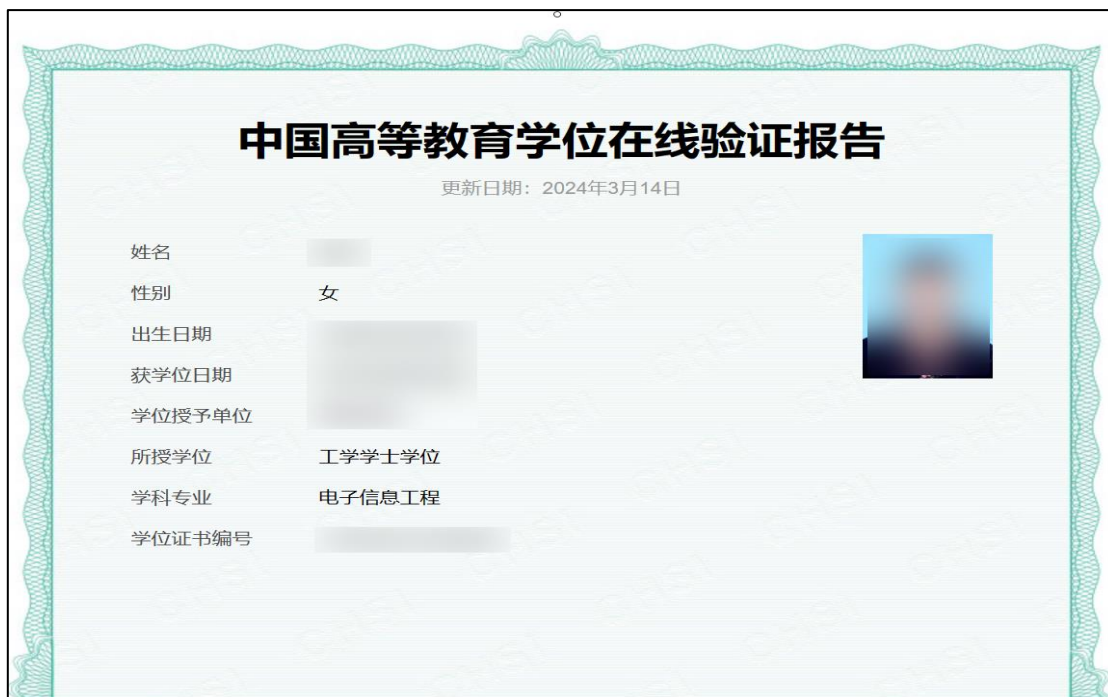 中国高等教育学位在线验证报告
更新日期：2024年3月14日
姓名
性别 女
出生日期
获学位日期
学位授予单位
所授学位 工学学士学位
学科专业 电子信息工程
学位证书编号